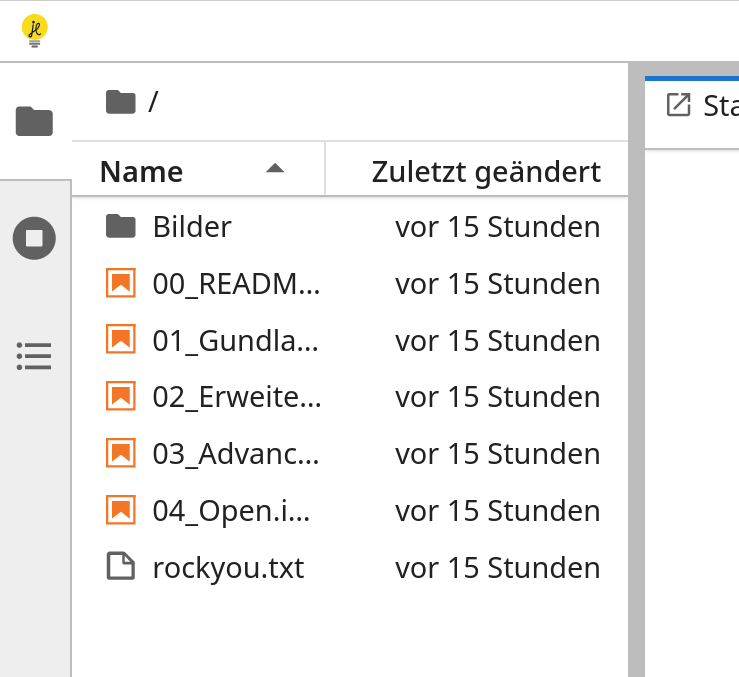 /
Sta
Name Zuletzt geändert
Bilder vor 15 Stunden
00_READM... vor 15 Stunden
01_Gundla... vor 15 Stunden
02_Erweite... vor 15 Stunden
03_Advanc... vor 15 Stunden
04_Open.i... vor 15 Stunden
rockyou.txt vor 15 Stunden